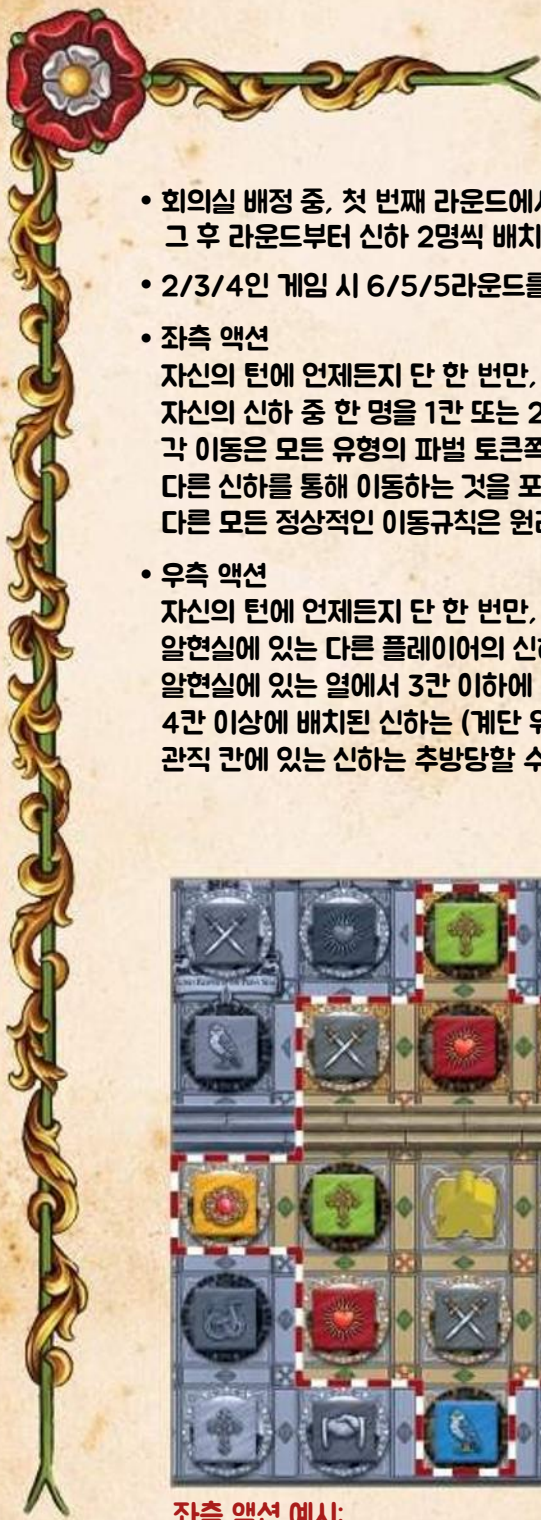 • 회의실 배정 중, 첫 번째 라운드에
그 후 라운드부터 신하 2명씩 배치
• 2/3/4인 게임 시 6/5/5라운드를
• 좌측 액션
자신의 턴에 언제든지 단 한 번만,
자신의 신하 중 한 명을 1칸 또는 2
각 이동은 모든 유형의 파벌 토큰쪽
다른 신하를 통해 이동하는 것을 포
다른 모든 정상적인 이동규칙은 원
• 우측 액션
자신의 턴에 언제든지 단 한 번만,
알현실에 있는 다른 플레이어의 신
알현실에 있는 열에서 3칸 이하에
4칸 이상에 배치된 신하는 (계단 위
관직 칸에 있는 신하는 추방당할 수
좌측 액션 예시: